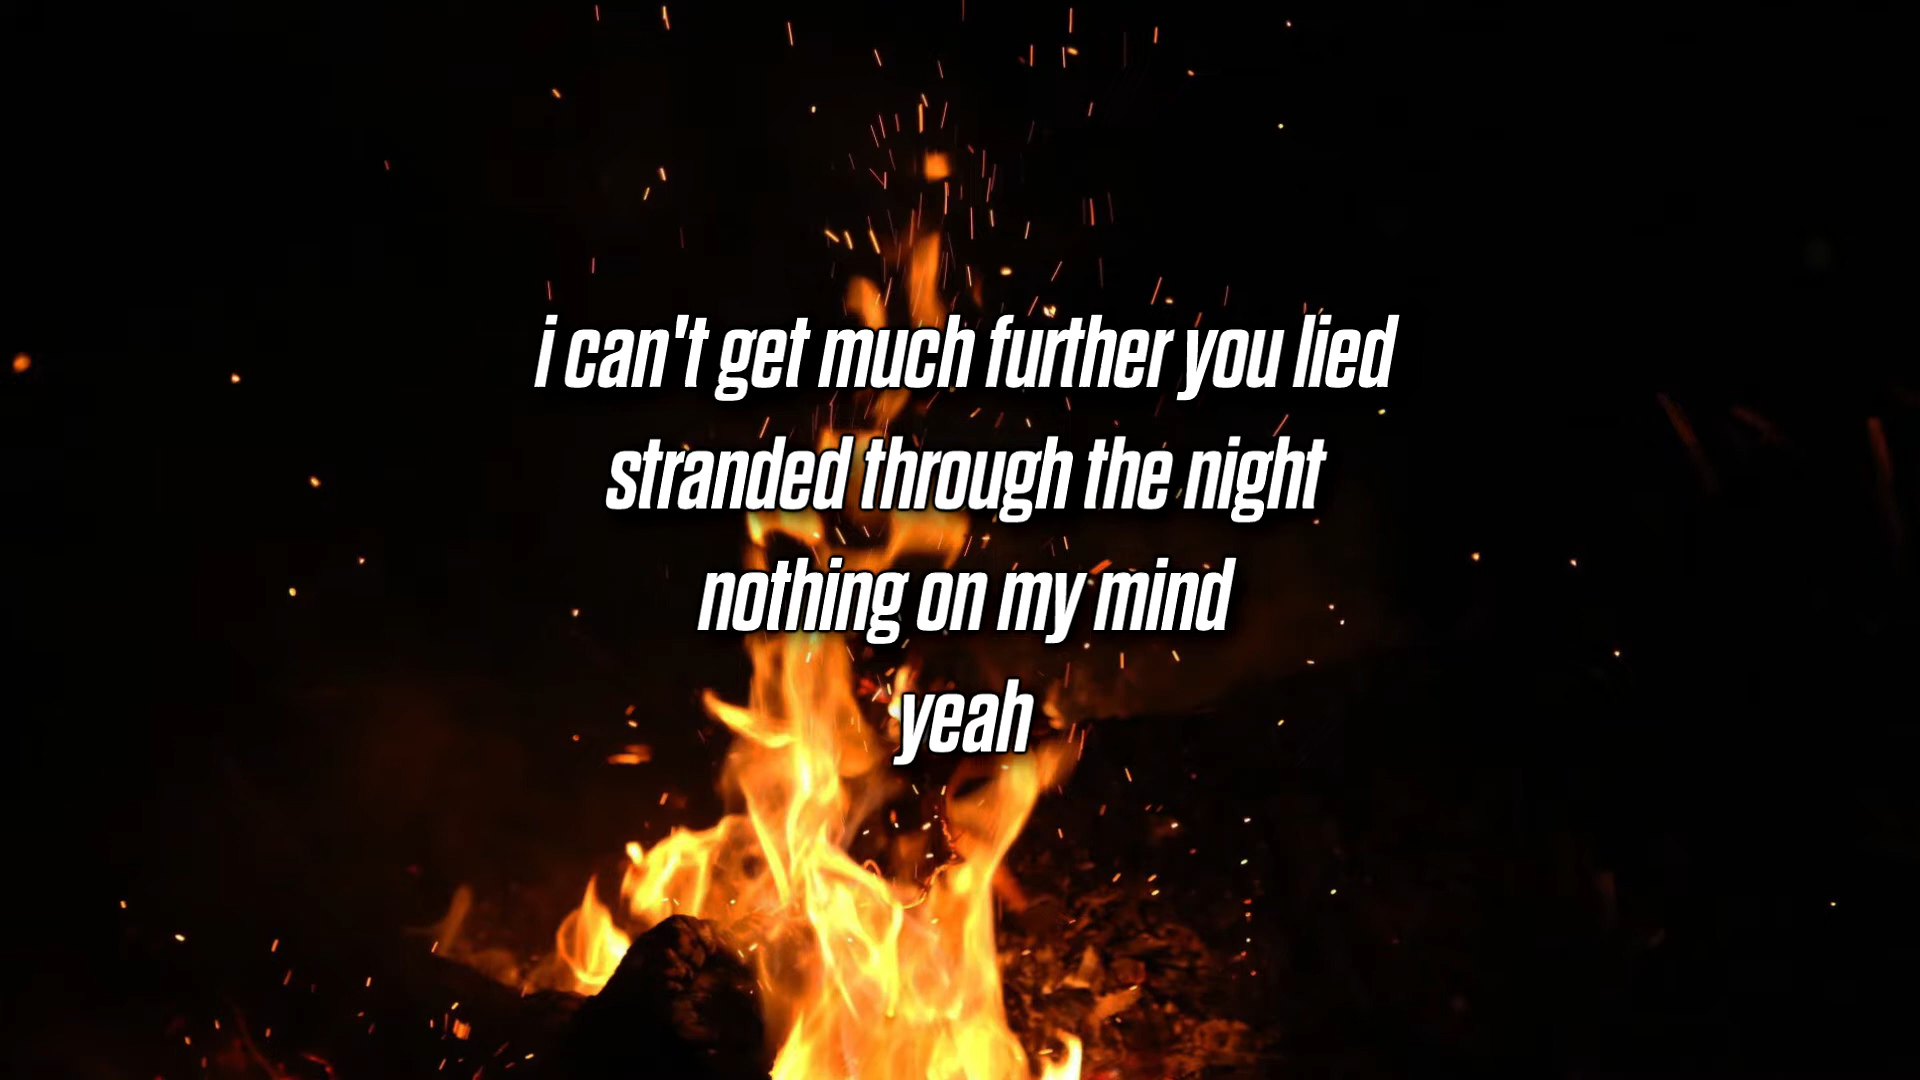 i can't get much further you lied
stranded through the night
nothing on my mind
yeah